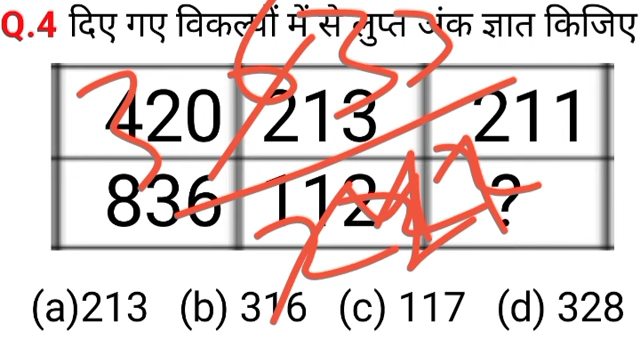 Q.4 दिए गए विकल्पों में से लुप्त अंक ज्ञात किजिए
420 213 211
836 112 ?
(a)213 (b) 316 (c) 117 (d) 328